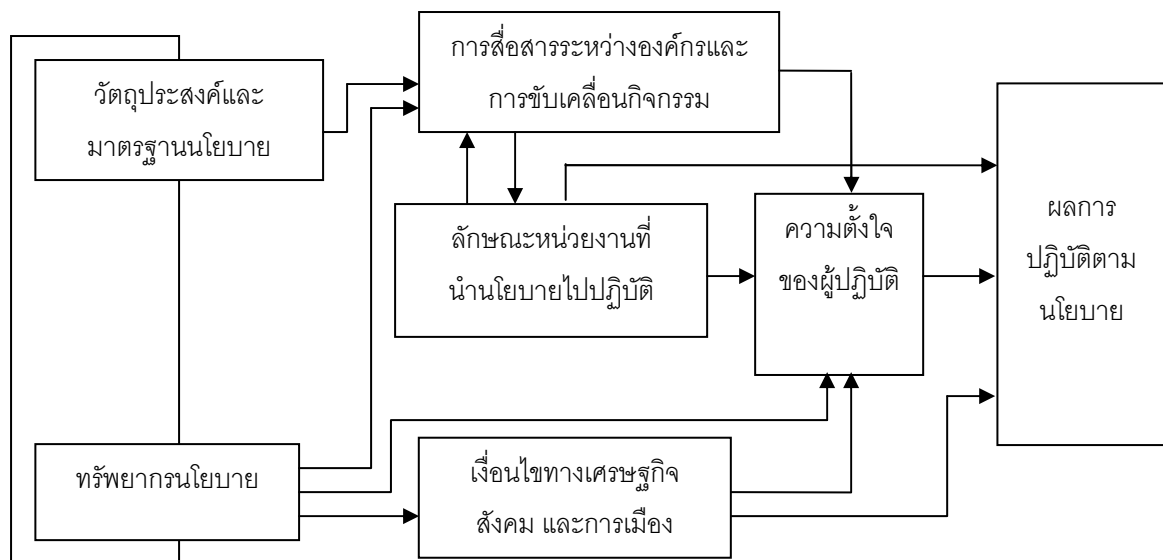 การสื่อสารระหว่างองค์กรและ
การขับเคลื่อนกิจกรรม
วัตถุประสงค์และ
มาตรฐานนโยบาย
ลักษณะหน่วยงานที่
นำนโยบายไปปฏิบัติ
ความตั้งใจ
ของผู้ปฏิบัติ
ผลการ
ปฏิบัติตาม
นโยบาย
ทรัพยากรนโยบาย
เงื่อนไขทางเศรษฐกิจ
สังคม และการเมือง